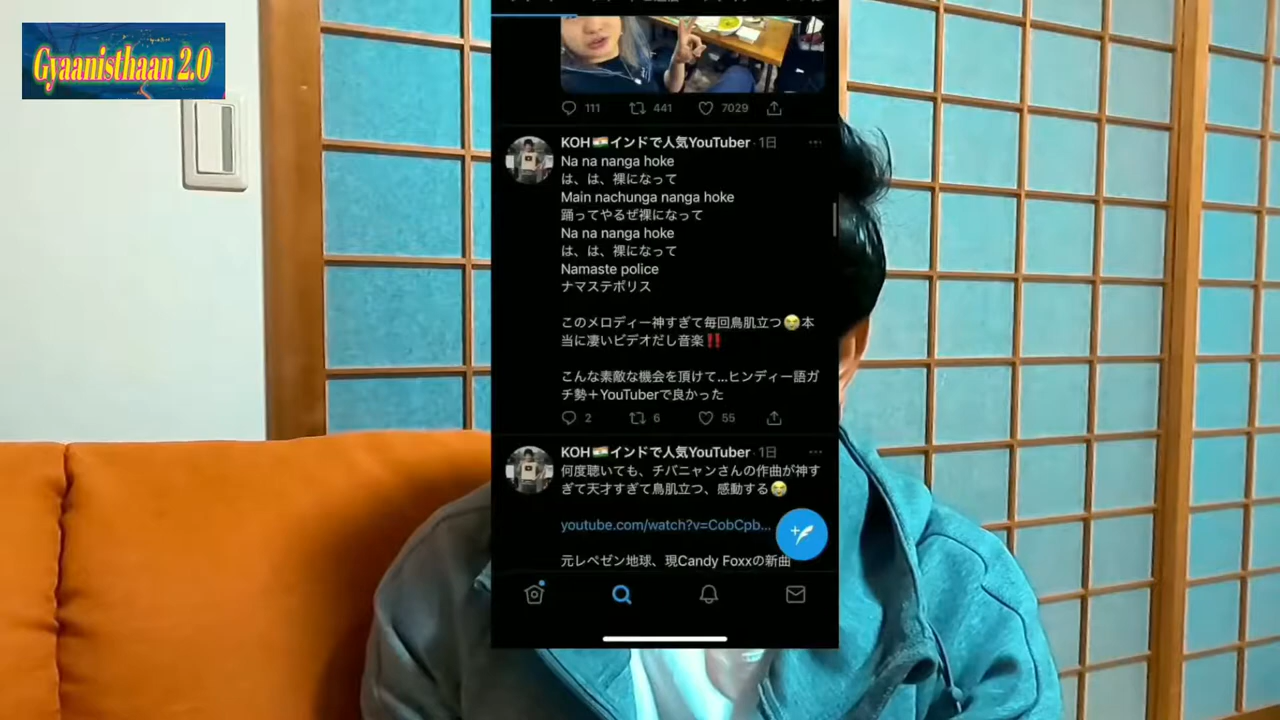 Gyaanisthaan 2.0
111 441 7029
KOH🇮🇳インドで人気YouTuber · 1日
Na na nanga hoke
は、は、裸になって
Main nachunga nanga hoke
踊ってやるぜ裸になって
Na na nanga hoke
は、は、裸になって
Namaste police
ナマステポリス
このメロディー神すぎて毎回鳥肌立つ😭本
当に凄いビデオだし音楽‼️
こんな素敵な機会を頂けて...ヒンディー語ガ
チ勢＋YouTuberで良かった
2 6 55
KOH🇮🇳インドで人気YouTuber · 1日
何度聴いても、チバニャンさんの作曲が神す
ぎて天才すぎて鳥肌立つ、感動する😭
youtube.com/watch?v=CobCpb...
元レペゼン地球、現Candy Foxxの新曲